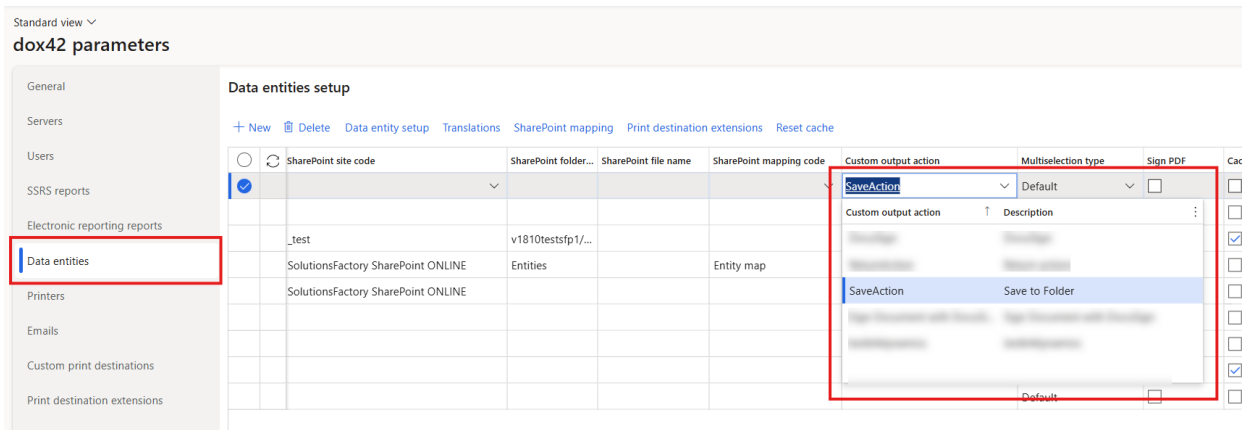 Standard view
dox42 parameters
General
Servers
Users
SSRS reports
Electronic reporting reports
Data entities
Printers
Emails
Custom print destinations
Print destination extensions
Data entities setup
New Delete Data entity setup Translations SharePoint mapping Print destination extensions Reset cache
SharePoint site code SharePoint folder... SharePoint file name SharePoint mapping code Custom output action Multiselection type Sign PDF Cac
SaveAction Default
Custom output action Description
_test v1810testsfp1/...
SolutionsFactory SharePoint ONLINE Entities Entity map
SaveAction Save to Folder
SolutionsFactory SharePoint ONLINE
Default